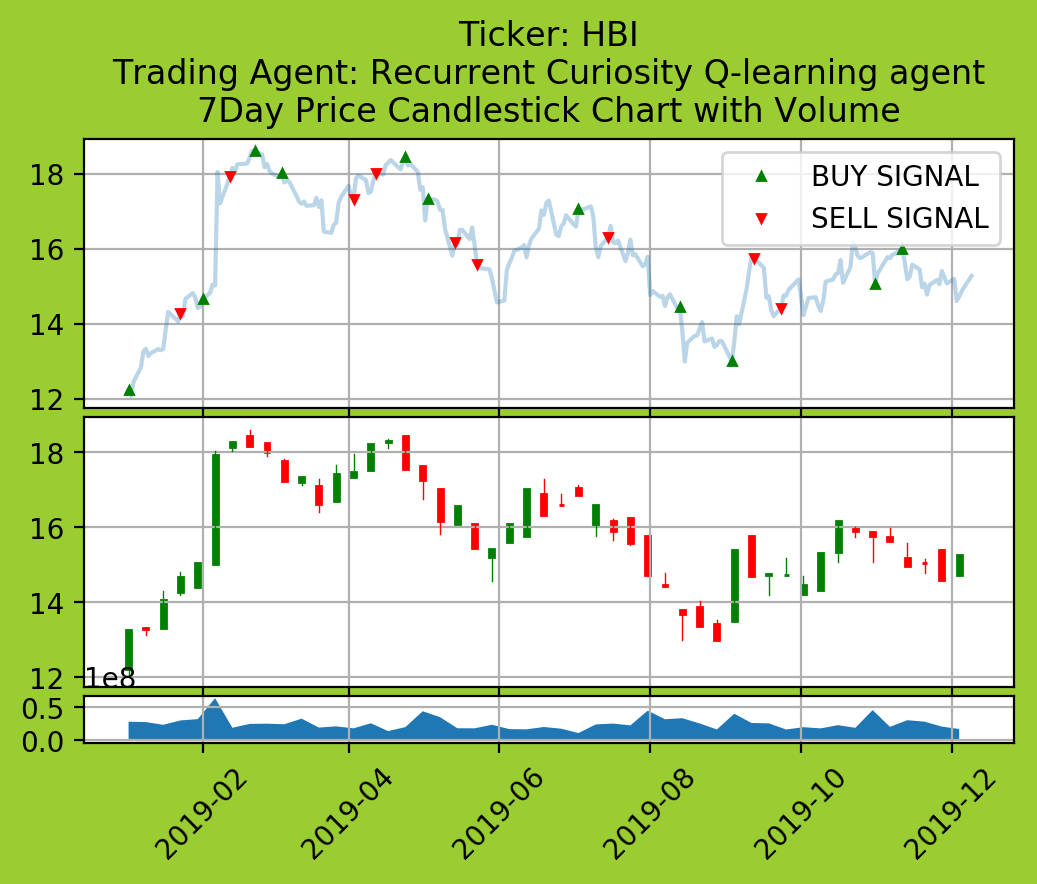 Ticker: HBI
Trading Agent: Recurrent Curiosity Q-learning agent
7Day Price Candlestick Chart with Volume
BUY SIGNAL
SELL SIGNAL
18
16
14
12
18
16
14
12
1e8
0.5
0.0
2019-02
2019-04
2019-06
2019-08
2019-10
2019-12